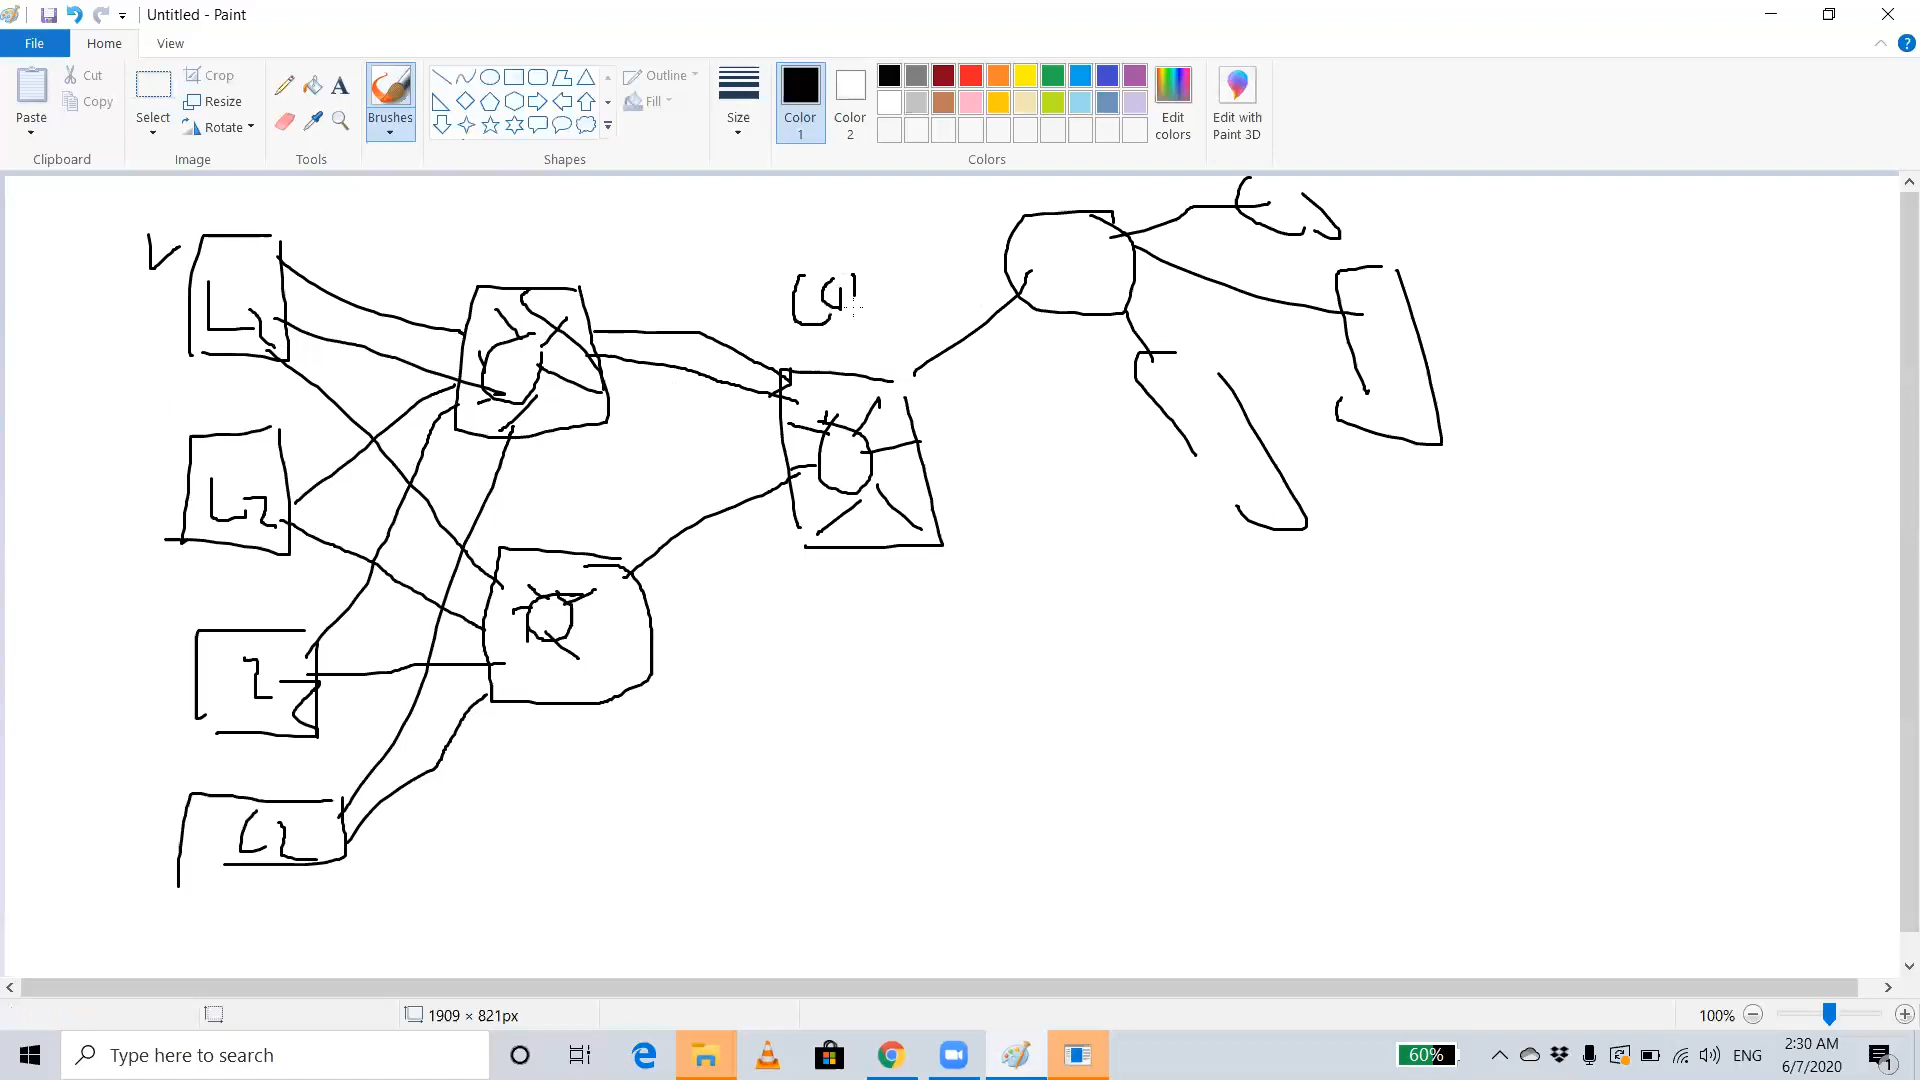 Untitled - Paint
File
Home
View
Paste
Cut
Copy
Clipboard
Select
Crop
Resize
Rotate
Image
Tools
Brushes
Outline
Fill
Shapes
Size
Color 1
Color 2
Edit colors
Colors
Edit with Paint 3D
L2
1909 × 821px
100%
Type here to search
60%
ENG
2:30 AM
6/7/2020
1